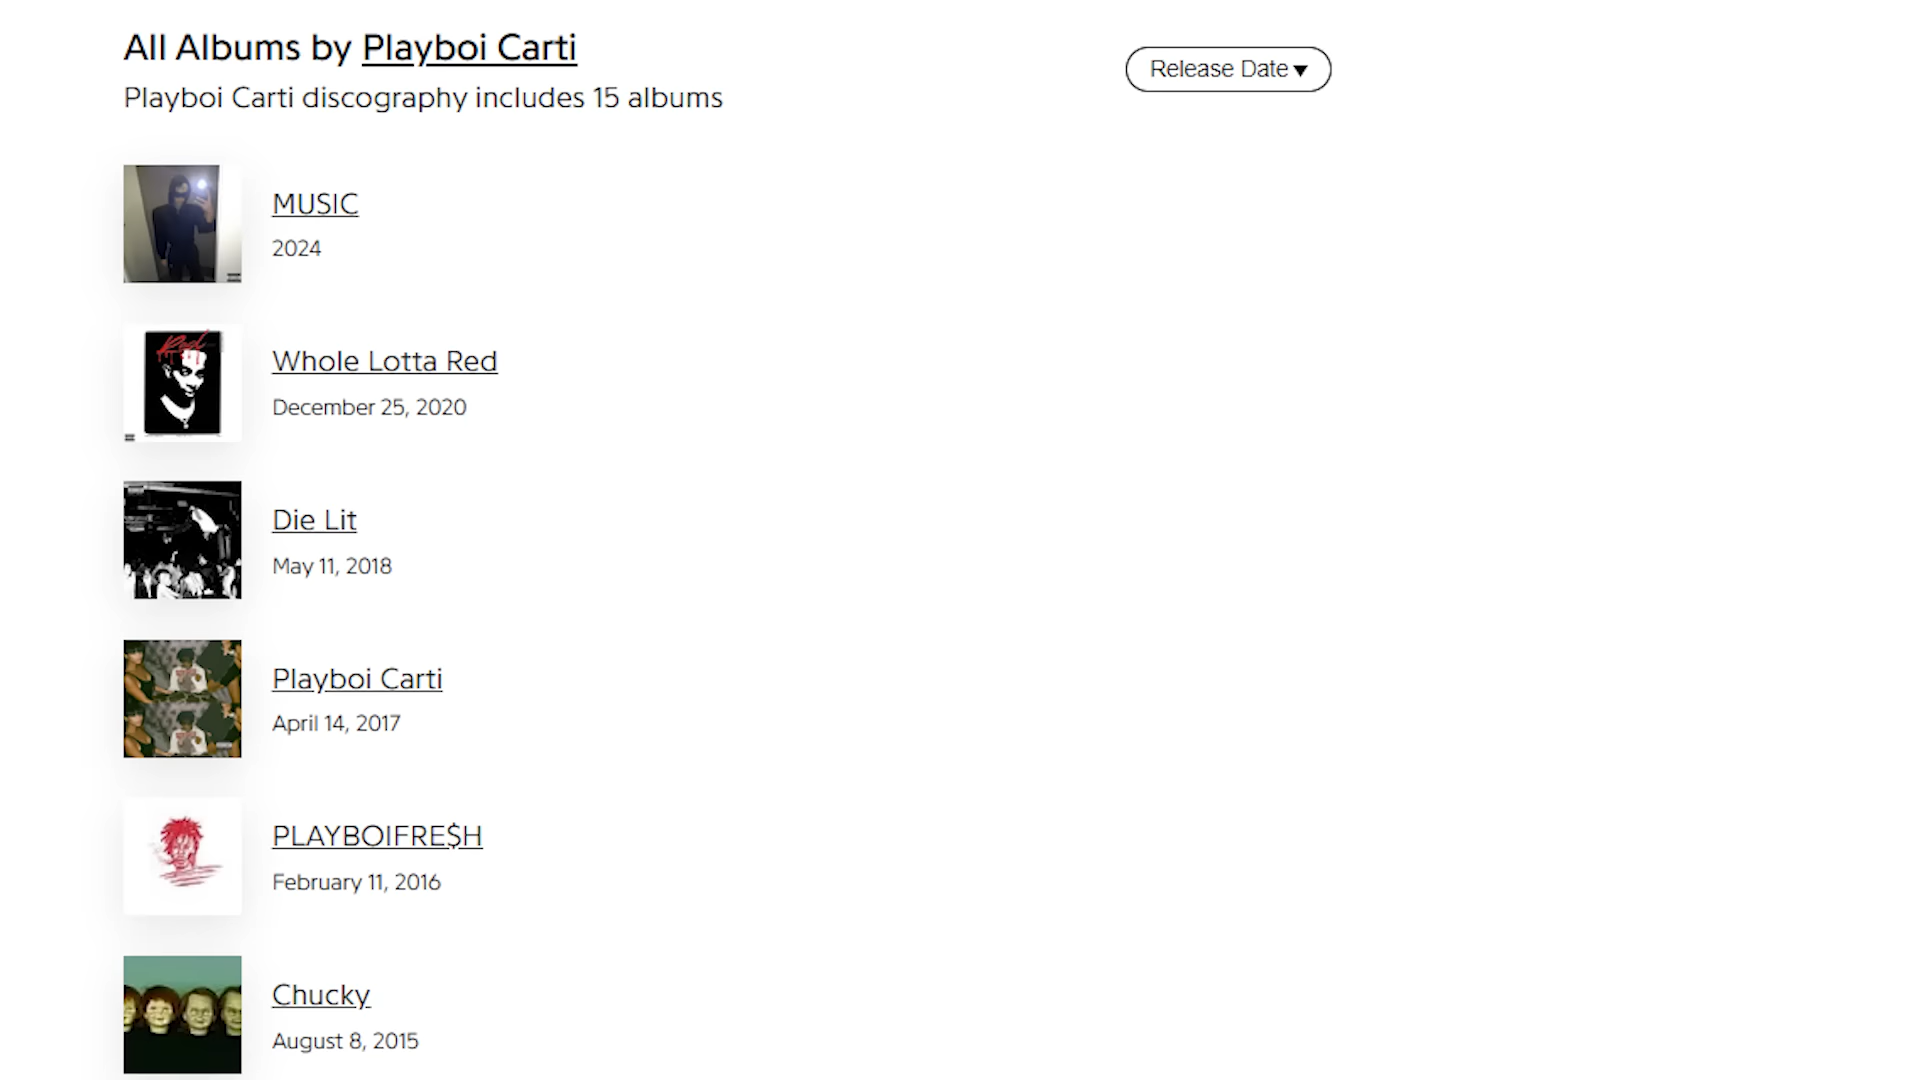 All Albums by Playboi Carti
Playboi Carti discography includes 15 albums
Release Date ▼
MUSIC
2024
Whole Lotta Red
December 25, 2020
Die Lit
May 11, 2018
Playboi Carti
April 14, 2017
PLAYBOIFRE$H
February 11, 2016
Chucky
August 8, 2015